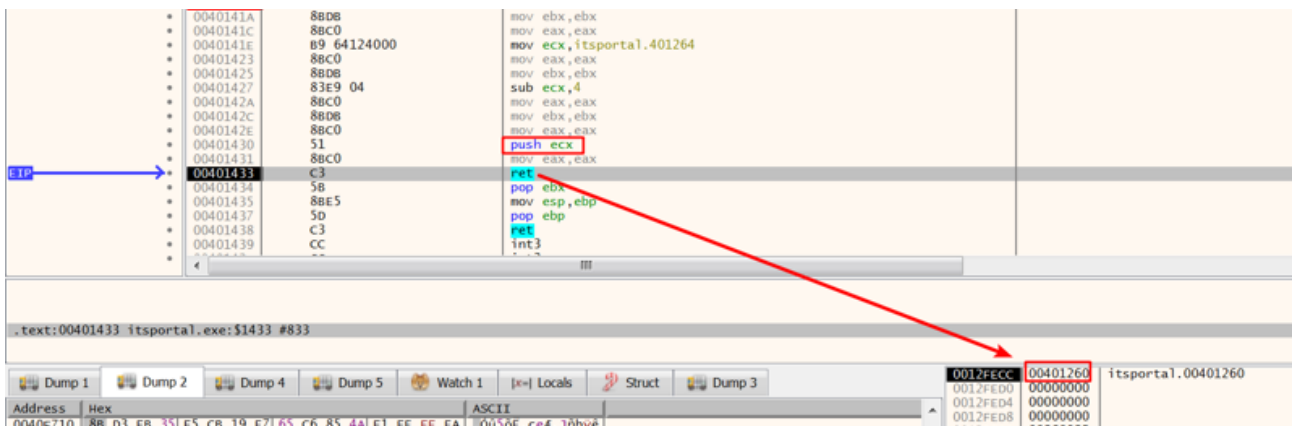 0040141A 8BDB mov ebx,ebx
0040141C 8BC0 mov eax,eax
0040141E B9 64124000 mov ecx,itsportal.401264
00401423 8BC0 mov eax,eax
00401425 8BDB mov ebx,ebx
00401427 83E9 04 sub ecx,4
0040142A 8BC0 mov eax,eax
0040142C 8BDB mov ebx,ebx
0040142E 8BC0 mov eax,eax
00401430 51 push ecx
00401431 8BC0 mov eax,eax
EIP 00401433 C3 ret
00401434 5B pop ebx
00401435 8BE5 mov esp,ebp
00401437 5D pop ebp
00401438 C3 ret
00401439 CC int3
.text:00401433 itsportal.exe:$1433 #833
Dump 1 Dump 2 Dump 4 Dump 5 Watch 1 [x=] Locals Struct Dump 3
0012FECC 00401260 itsportal.00401260
0012FED0 00000000
0012FED4 00000000
0012FED8 00000000
Address Hex ASCII